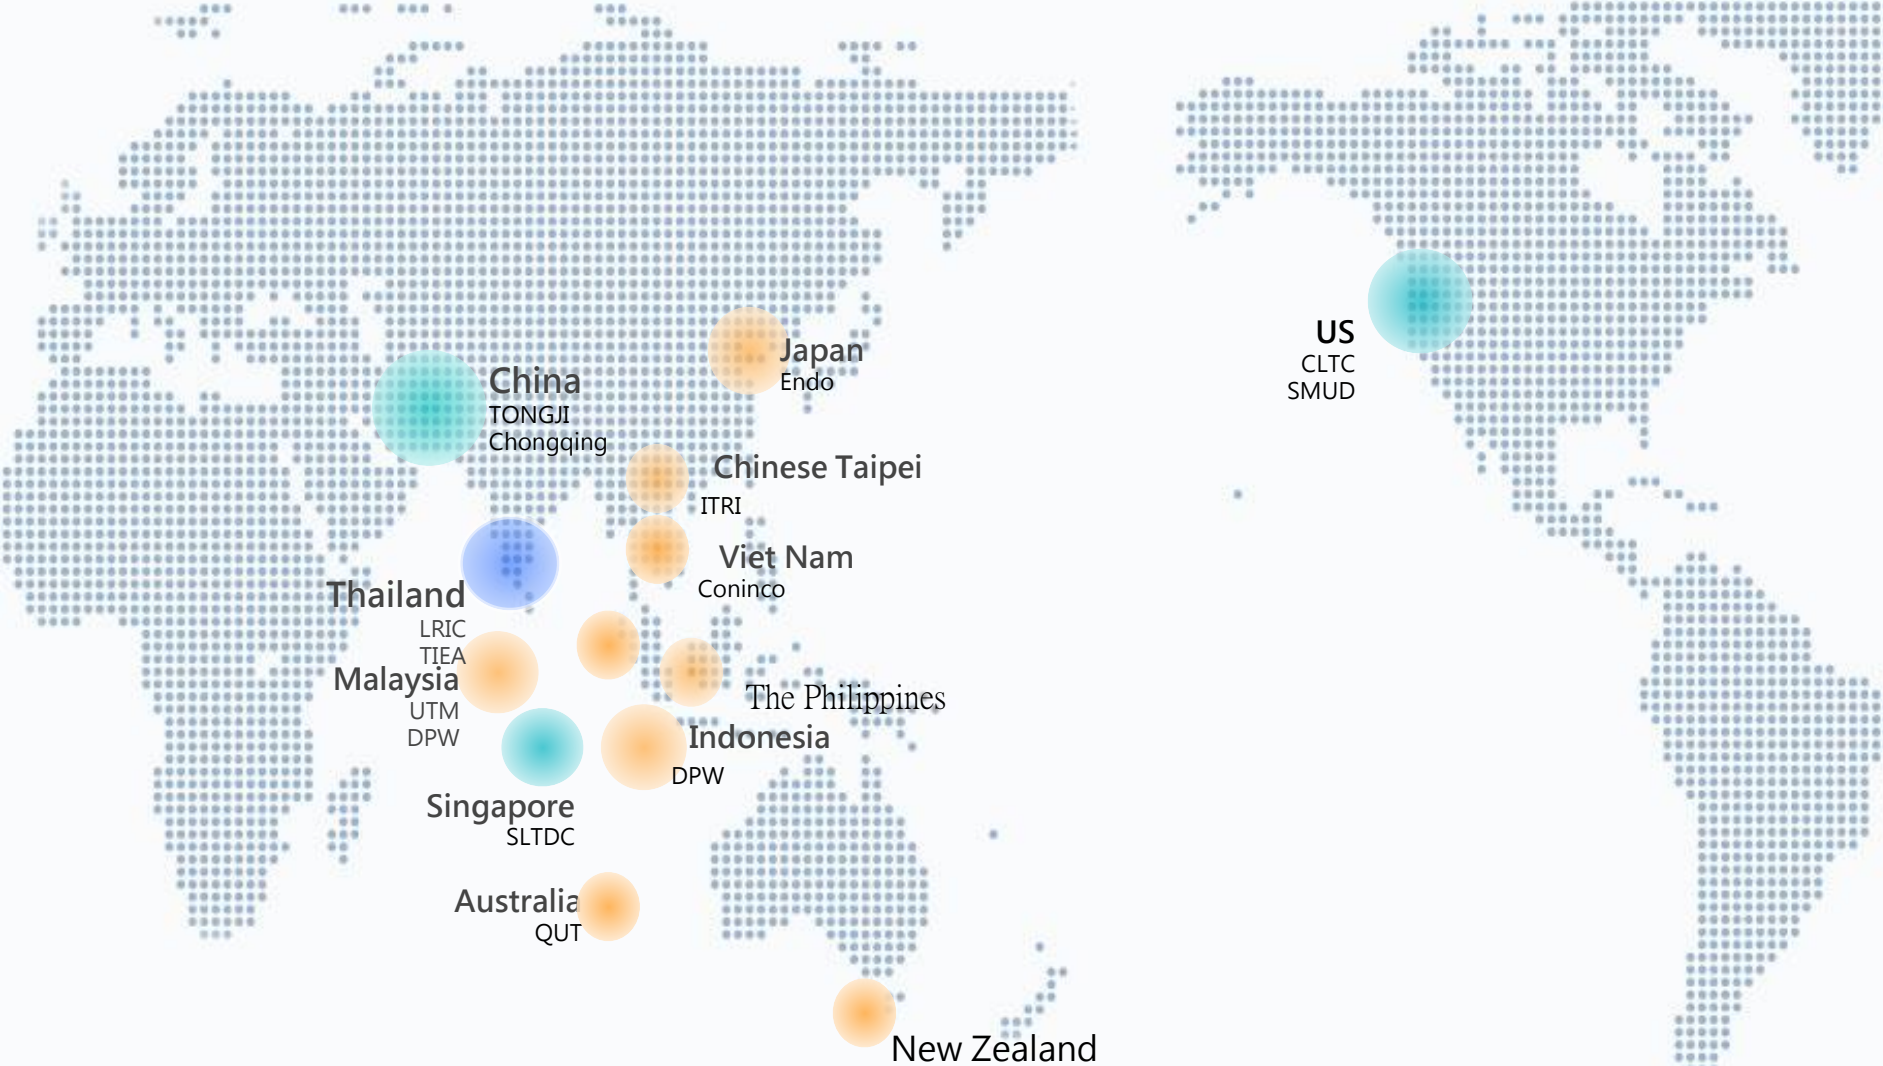 Japan
Endo
US
CLTC
SMUD
China
TONGJI
Chongqing
Chinese Taipei
ITRI
Viet Nam
Coninco
Thailand
LRIC
TIEA
Malaysia
UTM
DPW
The Philippines
Indonesia
DPW
Singapore
SLTDC
Australia
QUT
New Zealand